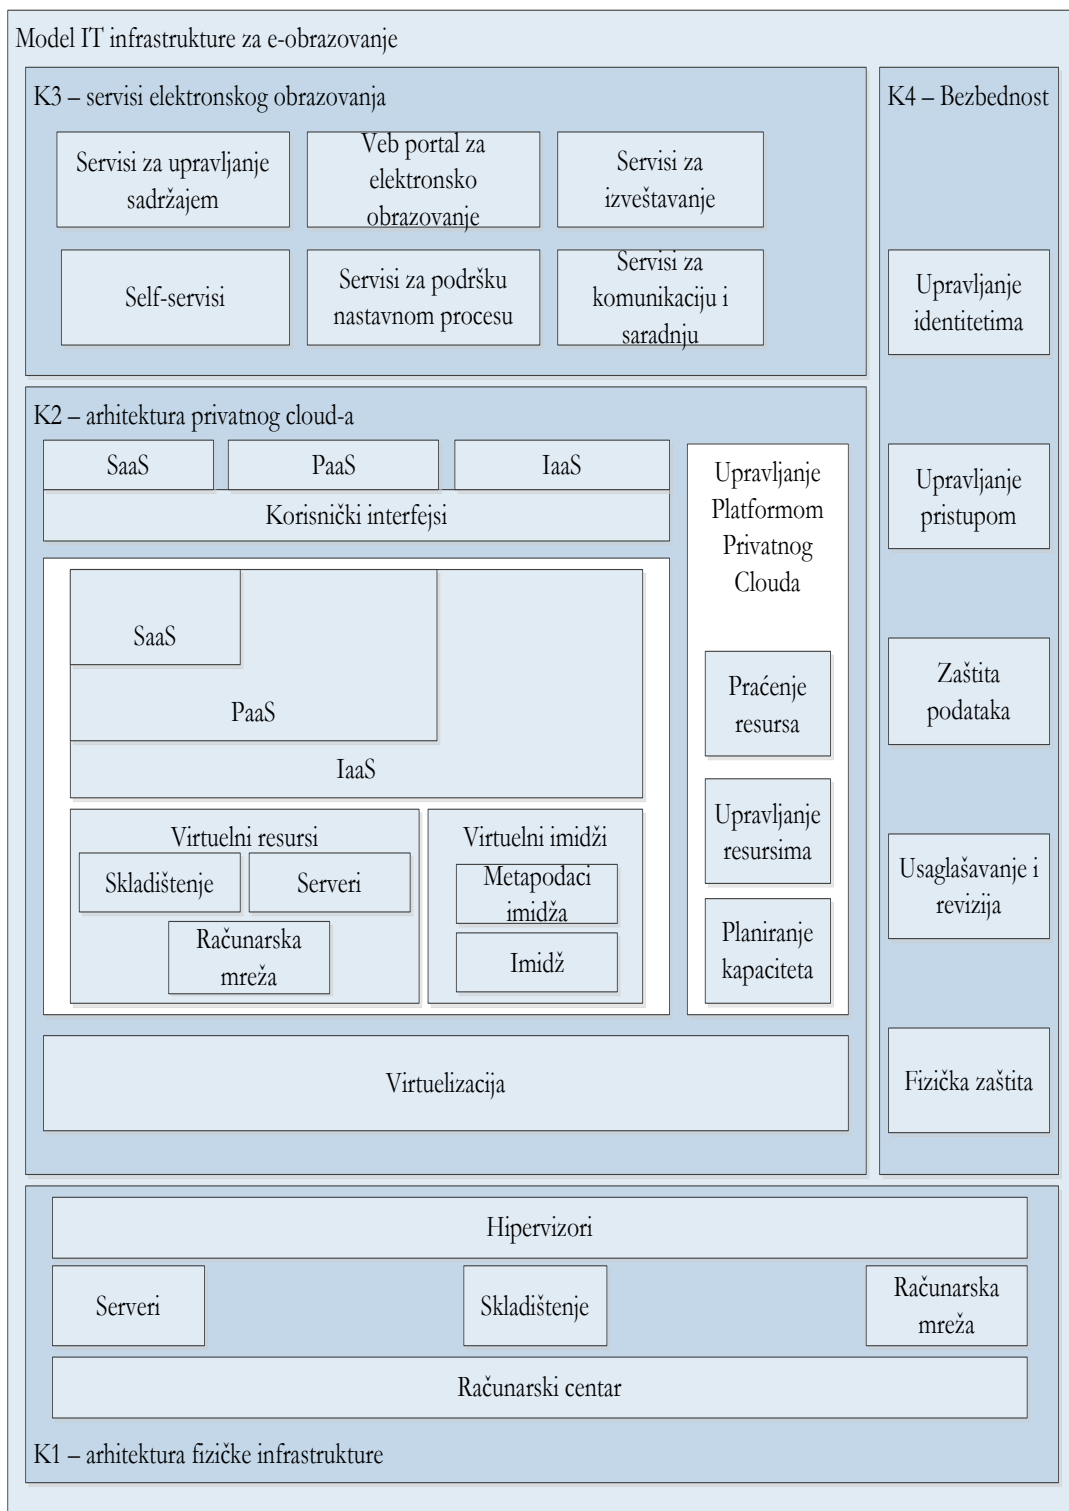 Model IT infrastrukture za e-obrazovanje
K3 – servisi elektronskog obrazovanja
Servisi za upravljanje
sadržajem
Veb portal za
elektronsko
obrazovanje
Servisi za
izveštavanje
Self-servisi
Servisi za podršku
nastavnom procesu
Servisi za
komunikaciju i
saradnju
K4 – Bezbednost
Upravljanje
identitetima
Upravljanje
pristupom
Zaštita
podataka
Usaglašavanje i
revizija
Fizička zaštita
K2 – arhitektura privatnog cloud-a
SaaS
PaaS
IaaS
Korisnički interfejsi
SaaS
PaaS
IaaS
Virtuelni resursi
Skladištenje
Serveri
Računarska
mreža
Virtuelni imidži
Metapodaci
imidža
Imidž
Upravljanje
Platformom
Privatnog
Clouda
Praćenje
resursa
Upravljanje
resursima
Planiranje
kapaciteta
Virtuelizacija
Hipervizori
Serveri
Skladištenje
Računarska
mreža
Računarski centar
K1 – arhitektura fizičke infrastrukture